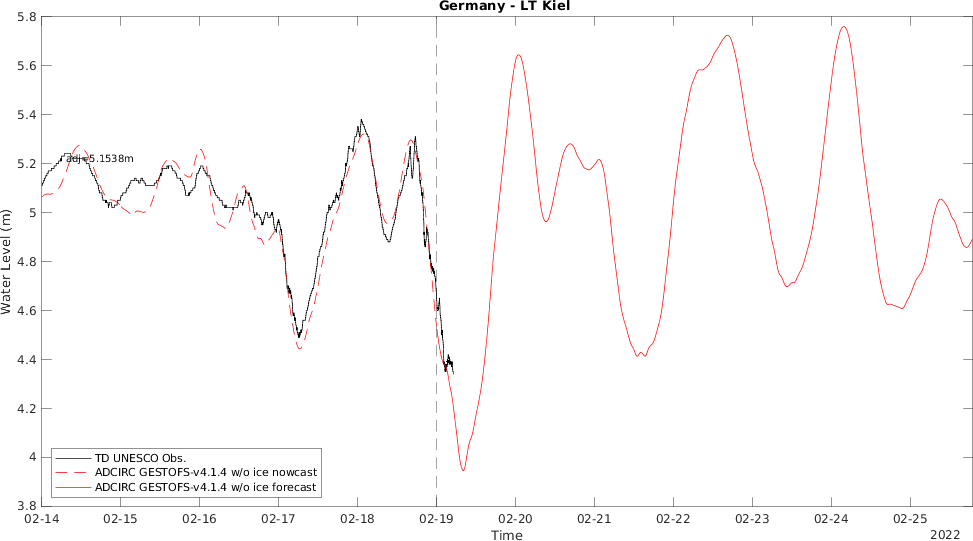 Germany - LT Kiel
5.8
5.6
5.4
5.2
5
4.8
4.6
4.4
4.2
4
3.8
Water Level (m)
adj=5.1538m
TD UNESCO Obs.
ADCIRC GESTOFS-v4.1.4 w/o ice nowcast
ADCIRC GESTOFS-v4.1.4 w/o ice forecast
02-14 02-15 02-16 02-17 02-18 02-19 02-20 02-21 02-22 02-23 02-24 02-25
Time
2022